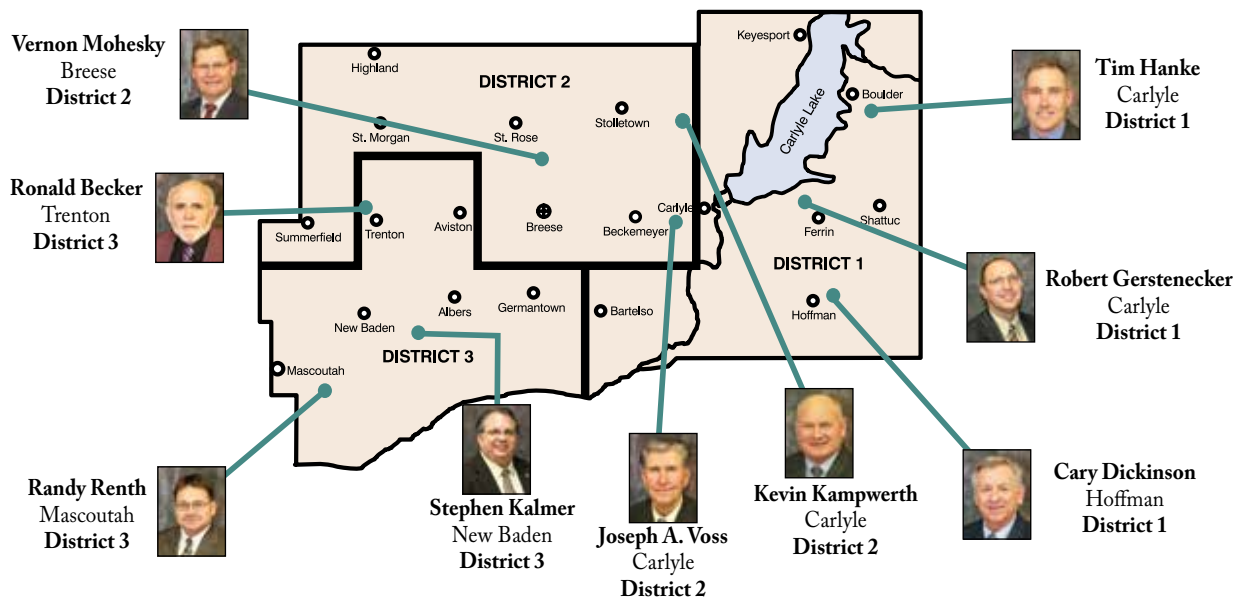 Vernon Mohesky
Breese
District 2
Ronald Becker
Trenton
District 3
Randy Renth
Mascoutah
District 3
Stephen Kalmer
New Baden
District 3
Joseph A. Voss
Carlyle
District 2
Kevin Kampwerth
Carlyle
District 2
Cary Dickinson
Hoffman
District 1
Robert Gerstenecker
Carlyle
District 1
Tim Hanke
Carlyle
District 1
Highland
DISTRICT 2
Stolletown
St. Morgan
St. Rose
Summerfield
Trenton
Aviston
Breese
Beckemeyer
Carlyle
Keyesport
Boulder
Carlyle Lake
Shattuc
Ferrin
DISTRICT 1
Hoffman
Bartelso
Germantown
Albers
New Baden
DISTRICT 3
Mascoutah